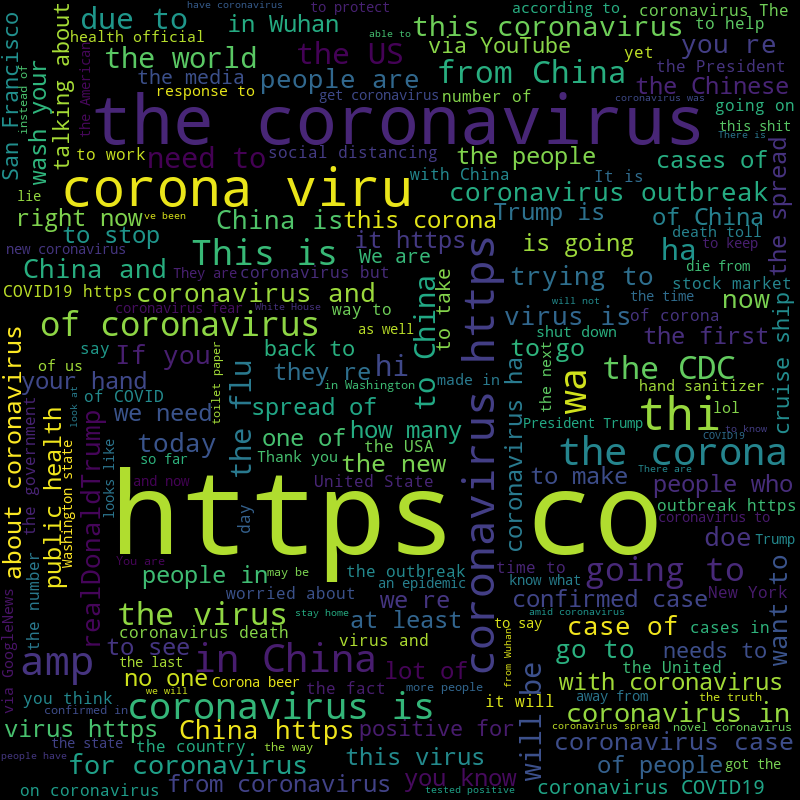 have coronavirus
to protect
according to
coronavirus The
due to
in Wuhan
this coronavirus
to help
San Francisco
instead of
health official
able to
you re
the world
the US
via YouTube
yet
the President
wash your
talking about
the American
the media
people are
from China
the Chinese
response to
get coronavirus
number of
coronavirus was
going on
the coronavirus
this shit
There is
to work
need to
social distancing
the people
cases of
the spread
corona viru
with China
It is
coronavirus outbreak
lie
right now
ve been
China is
this corona
Trump is
of China
to stop
it https
is going
ha
death toll
new coronavirus
This is
We are
to keep
China and
They are
coronavirus but
trying to
die from
stock market
COVID19 https
coronavirus and
to China
to take
coronavirus https
White House
will not
the time
now
cruise ship
coronavirus fear
way to
virus is
of corona
of coronavirus
as well
shut down
the first
about coronavirus
say
If you
toilet paper
back to
to go
the next
of us
they re
hi
the CDC
your hand
look at
in Washington
made in
coronavirus ha
wa
hand sanitizer
of COVID
the flu
spread of
thi
lol
public health
we need
how many
President Trump
to know
the government
Washington state
realDonaldTrump
looks like
today
one of
the USA
the corona
COVID19
so far
Thank you
the new
There are
and now
United State
to make
people who
https co
day
outbreak https
coronavirus to
doe
Trump
the number
You are
people in
may be
the outbreak
an epidemic
time to
know what
going to
want to
worried about
we re
confirmed case
New York
the virus
stay home
at least
amid coronavirus
coronavirus death
to say
case of
cases in
via GoogleNews
to see
virus and
go to
needs to
amp
the last
in China
lot of
from Wuhan
the United
no one
Corona beer
we will
the fact
more people
with coronavirus
you think
it will
will be
away from
the truth
confirmed in
coronavirus is
coronavirus in
virus https
China https
positive for
coronavirus spread
novel coronavirus
the state
the country
the way
this virus
coronavirus case
people have
for coronavirus
of people
got the
on coronavirus
from coronavirus
you know
tested positive
coronavirus COVID19